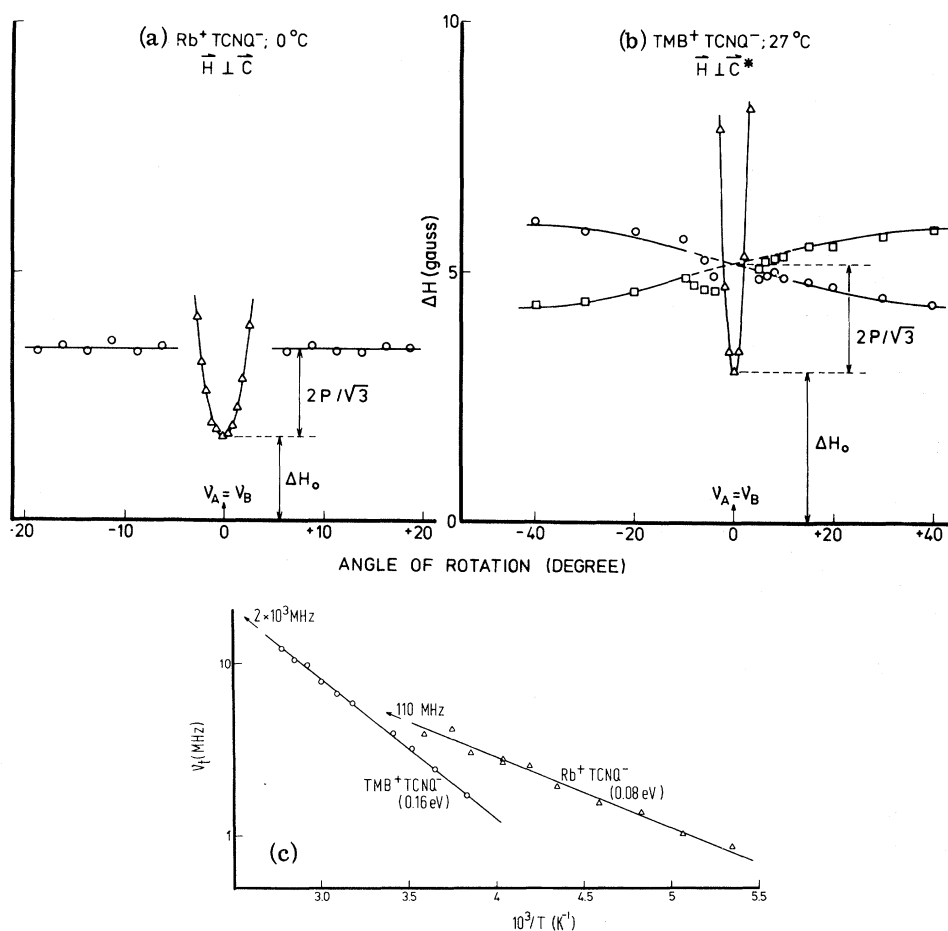 (a) Rb⁺ TCNQ⁻; 0 °C
H ⊥ C
2P/√3
ΔH₀
ν_A = ν_B
-20 -10 0 +10 +20
(b) TMB⁺ TCNQ⁻; 27 °C
H ⊥ C*
10
5
0
ΔH (gauss)
2P/√3
ΔH₀
ν_A = ν_B
-40 -20 0 +20 +40
ANGLE OF ROTATION (DEGREE)
2×10³MHz
10
1
ν_f (MHz)
110 MHz
TMB⁺ TCNQ⁻
(0.16 eV)
Rb⁺ TCNQ⁻
(0.08 eV)
(c)
3.0 3.5 4 4.5 5 5.5
10³/T (K⁻¹)